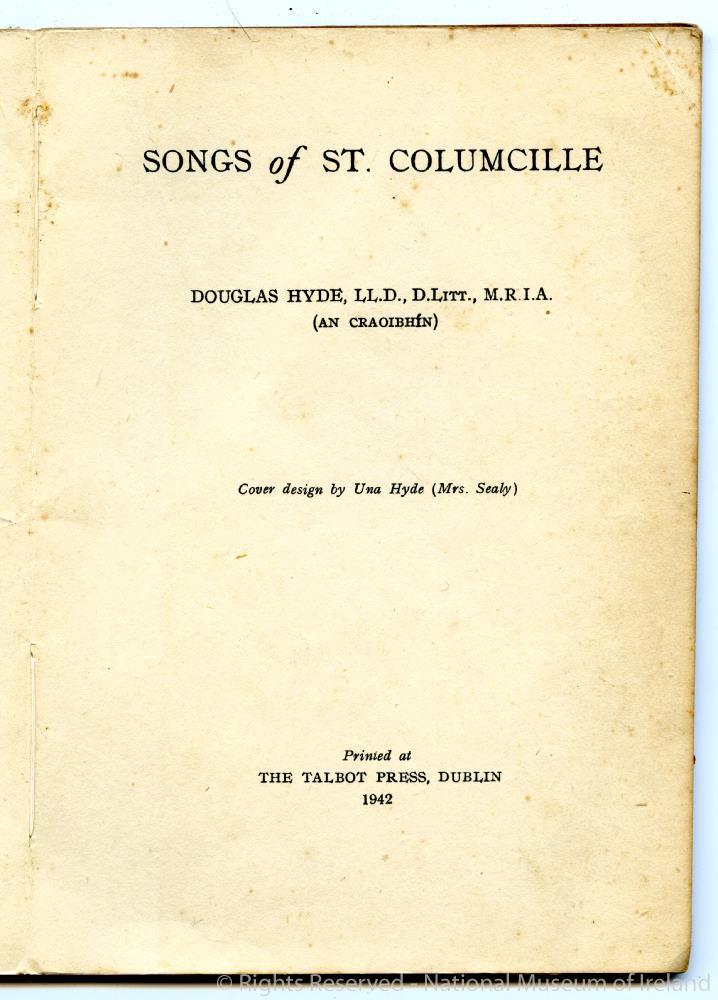 SONGS of ST. COLUMCILLE
DOUGLAS HYDE, LL.D., D.LITT., M.R.I.A.
(AN CRAOIBHÍN)
Cover design by Una Hyde (Mrs. Sealy)
Printed at
THE TALBOT PRESS, DUBLIN
1942
© Rights Reserved - National Museum of Ireland